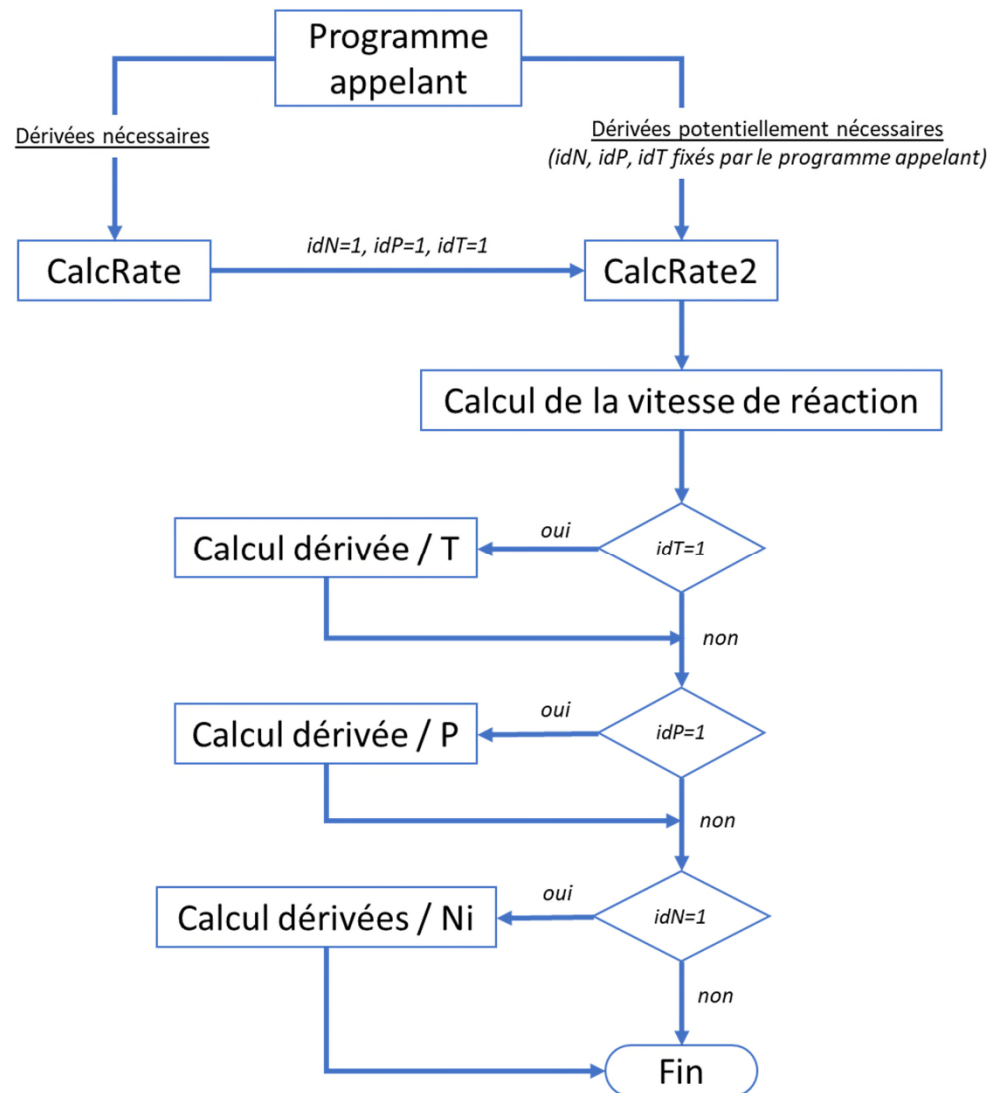 Programme
appelant
Dérivées nécessaires
Dérivées potentiellement nécessaires
(idN, idP, idT fixés par le programme appelant)
CalcRate
idN=1, idP=1, idT=1
CalcRate2
Calcul de la vitesse de réaction
Calcul dérivée / T
oui
idT=1
non
Calcul dérivée / P
oui
idP=1
non
Calcul dérivées / Ni
oui
idN=1
non
Fin